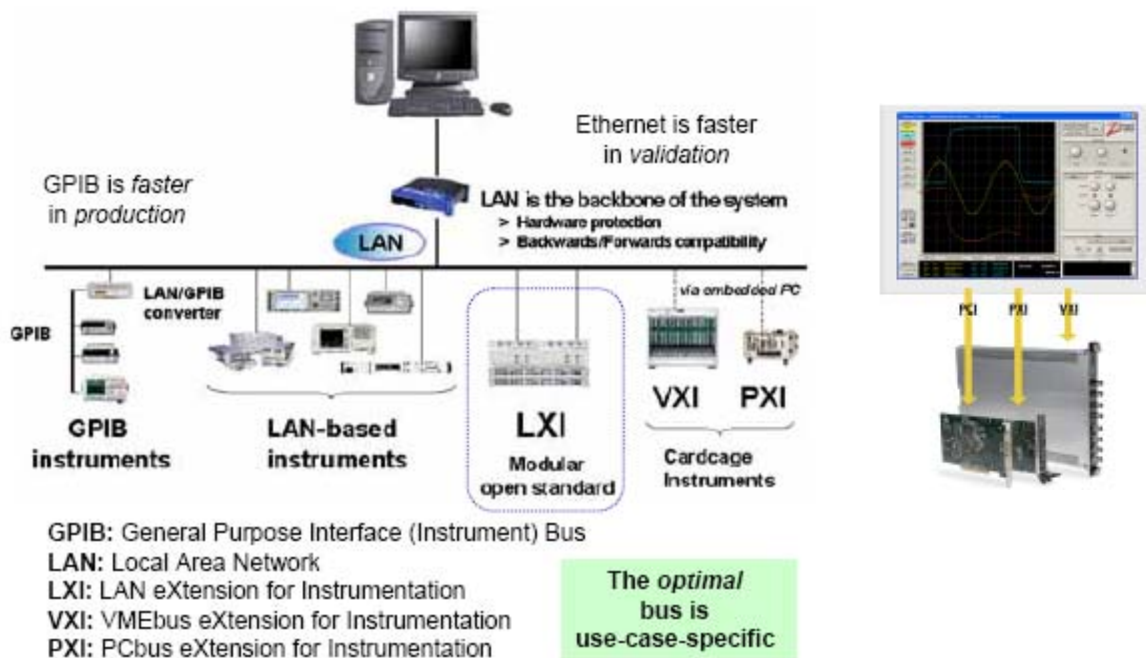 Ethernet is faster
in validation
GPIB is faster
in production
LAN is the backbone of the system
> Hardware protection
> Backwards/Forwards compatibility
LAN
via embedded PC
LAN/GPIB
converter
GPIB
GPIB
instruments
LAN-based
instruments
LXI
Modular
open standard
VXI
PXI
Cardcage
Instruments
PCI
PXI
VXI
GPIB: General Purpose Interface (Instrument) Bus
LAN: Local Area Network
LXI: LAN eXtension for Instrumentation
VXI: VMEbus eXtension for Instrumentation
PXI: PCbus eXtension for Instrumentation
The optimal
bus is
use-case-specific